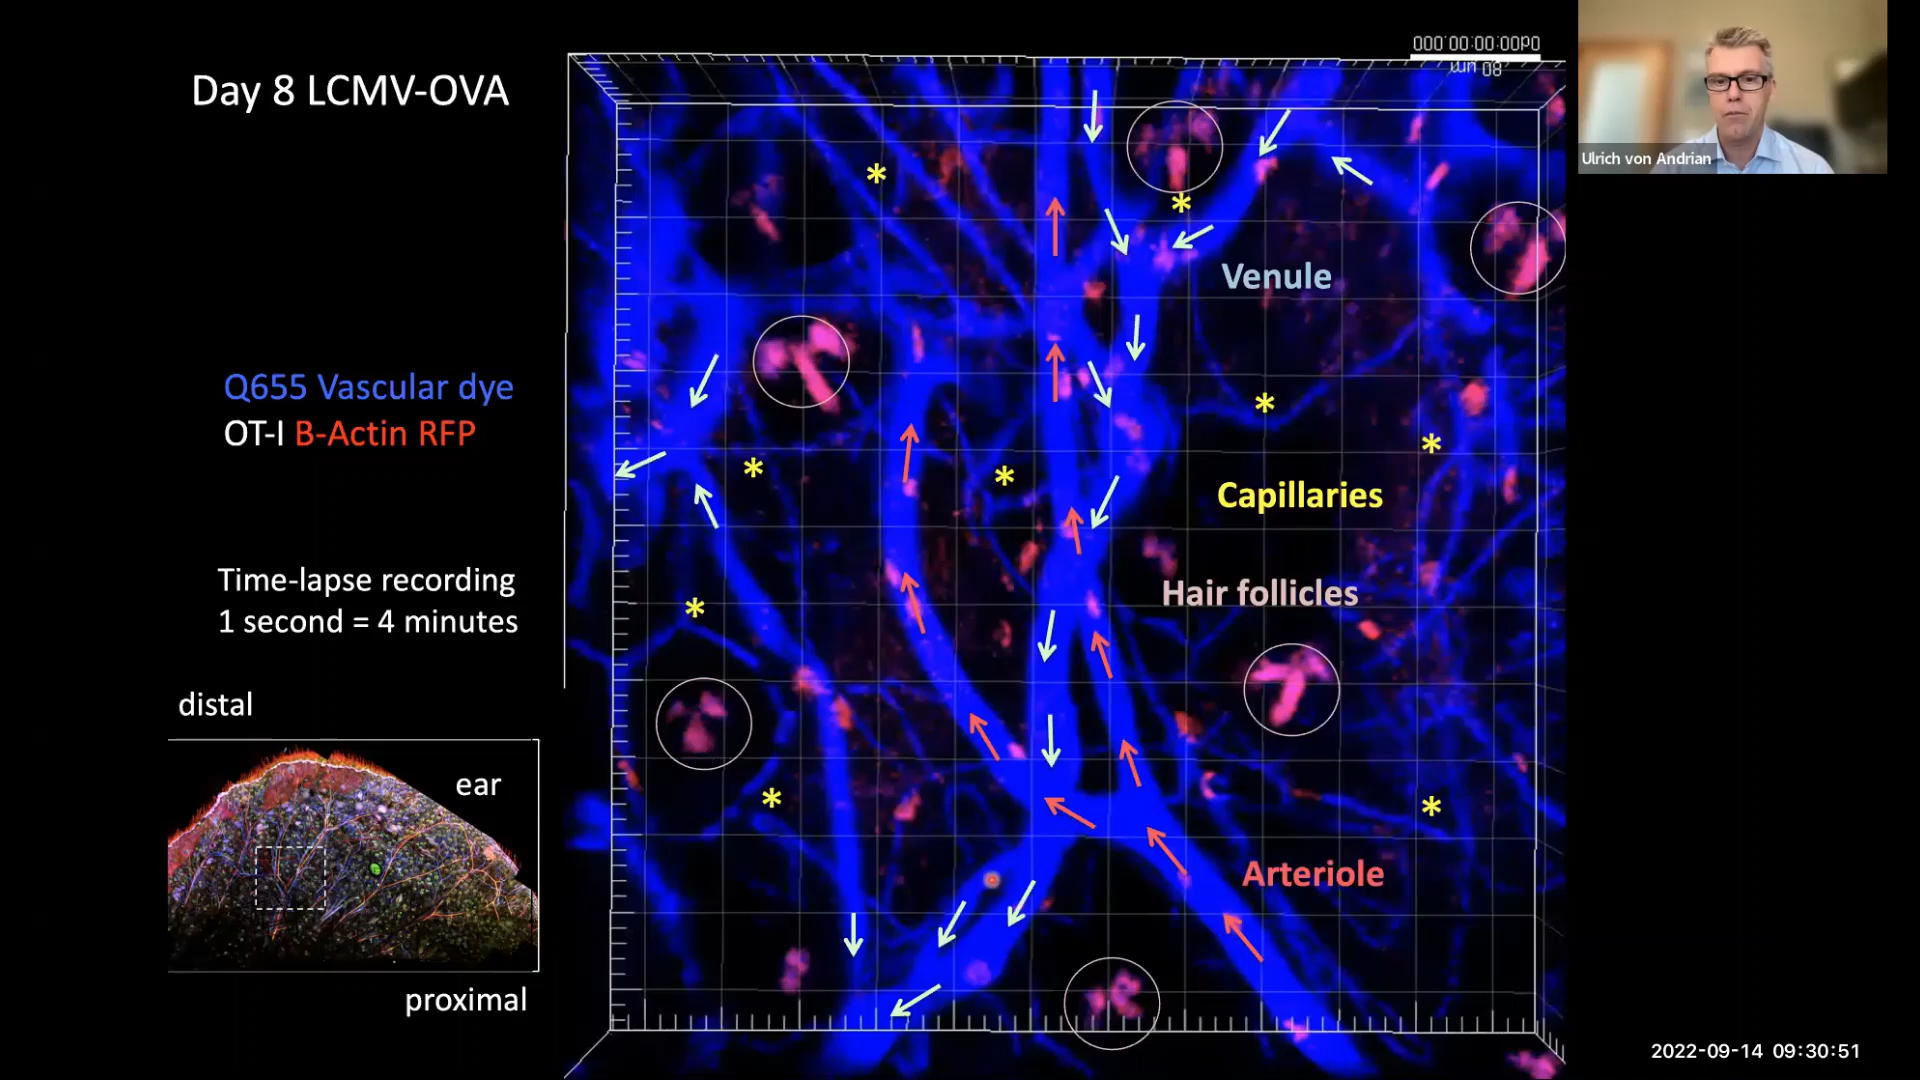 Day 8 LCMV-OVA
Q655 Vascular dye
OT-I B-Actin RFP
Time-lapse recording
1 second = 4 minutes
distal
ear
proximal
*
*
Venule
*
*
*
*
Capillaries
Hair follicles
*
*
*
Arteriole
Ulrich von Andrian
2022-09-14 09:30:51